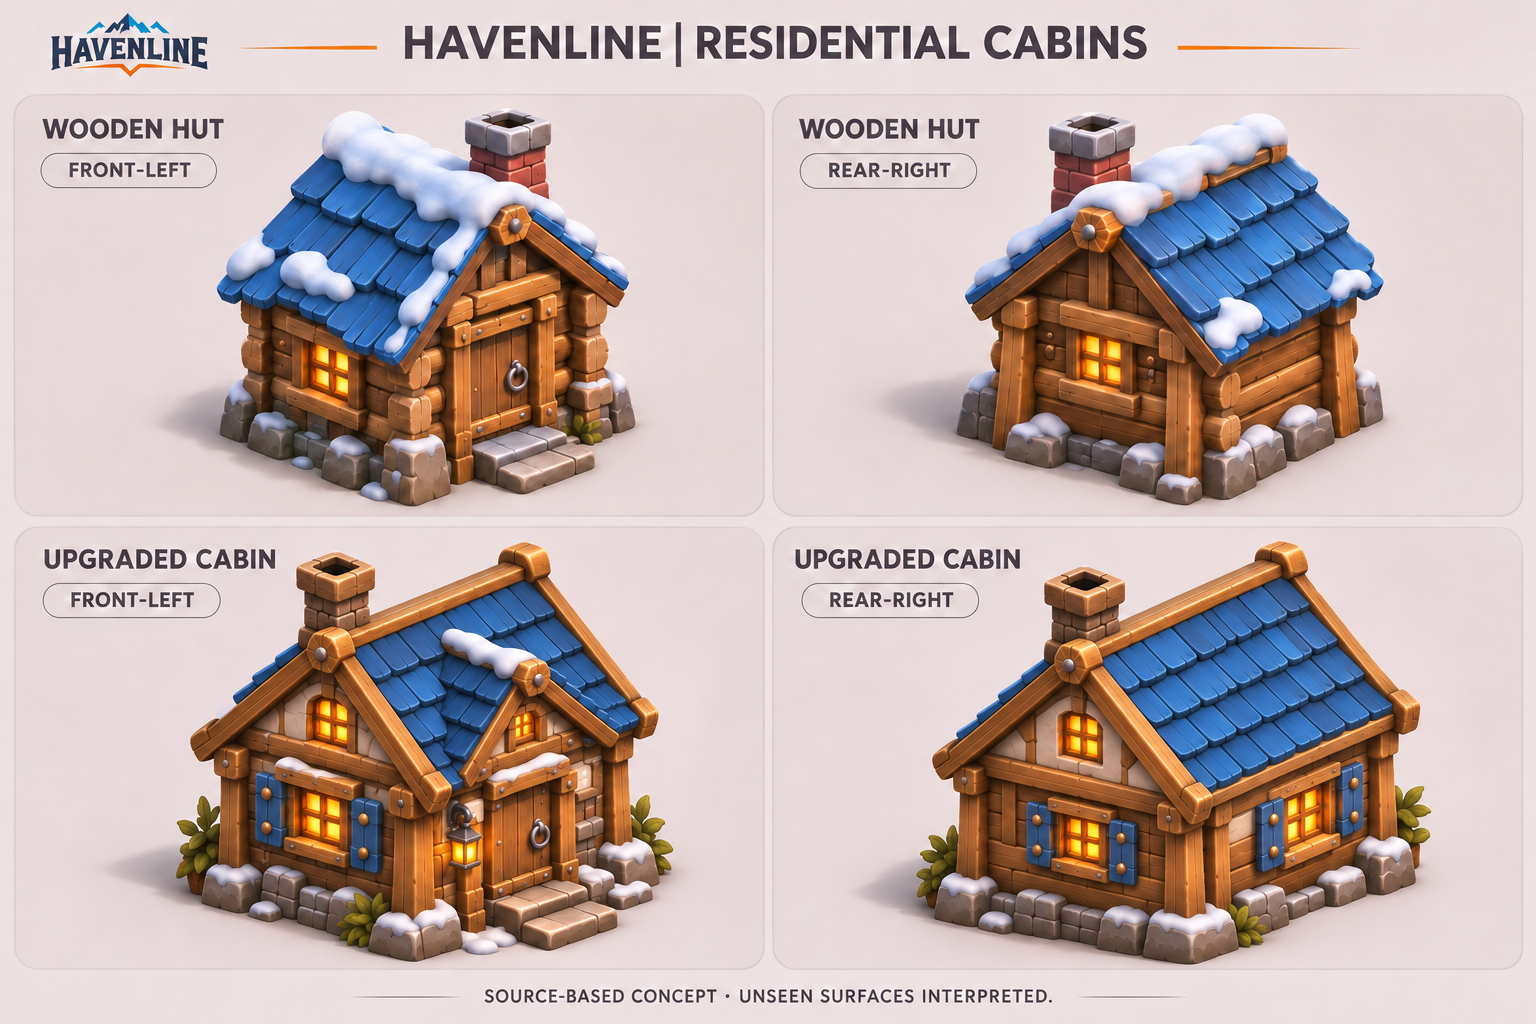 HAVENLINE
HAVENLINE | RESIDENTIAL CABINS
WOODEN HUT
FRONT-LEFT
WOODEN HUT
REAR-RIGHT
UPGRADED CABIN
FRONT-LEFT
UPGRADED CABIN
REAR-RIGHT
SOURCE-BASED CONCEPT • UNSEEN SURFACES INTERPRETED.